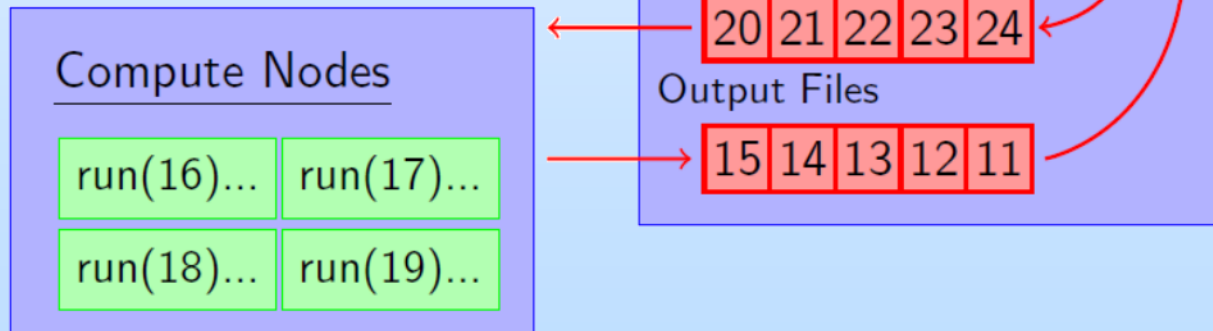 Compute Nodes
run(16)... run(17)...
run(18)... run(19)...
20 21 22 23 24
Output Files
15 14 13 12 11